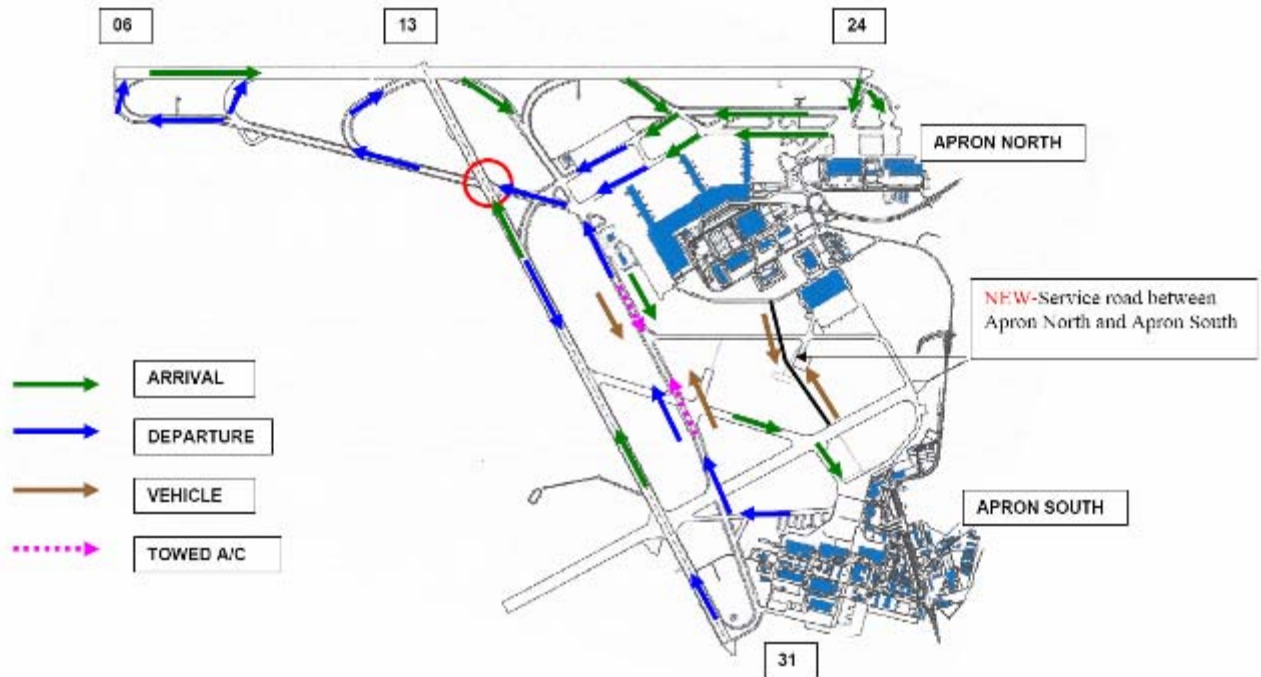 06
13
24
APRON NORTH
NEW-Service road between
Apron North and Apron South
ARRIVAL
DEPARTURE
VEHICLE
TOWED A/C
APRON SOUTH
31